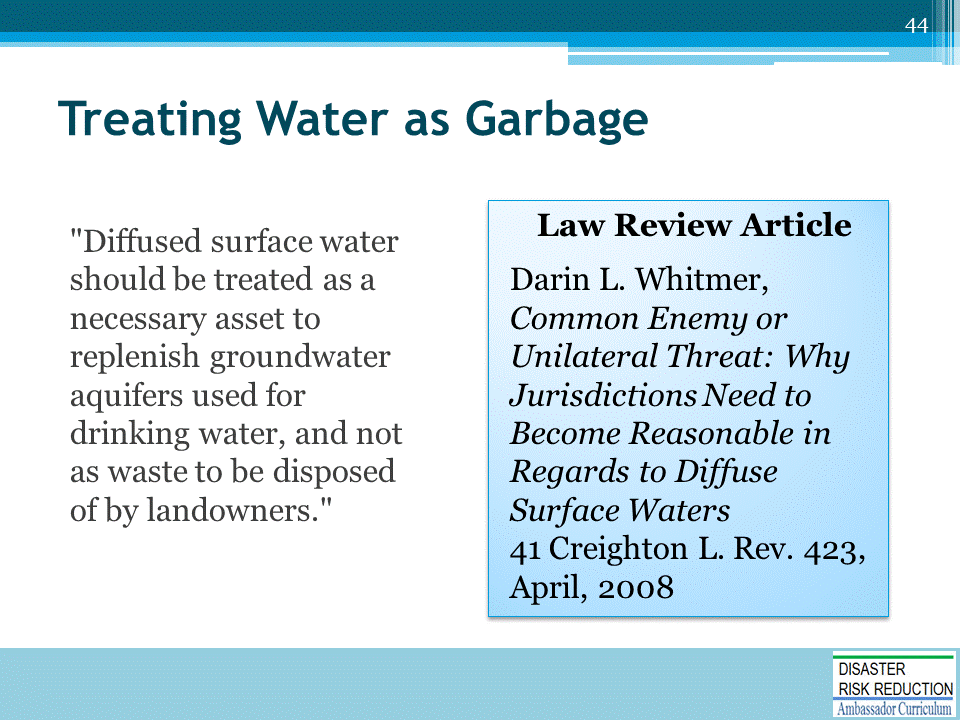 44
Treating Water as Garbage
"Diffused surface water
should be treated as a
necessary asset to
replenish groundwater
aquifers used for
drinking water, and not
as waste to be disposed
of by landowners."
Law Review Article
Darin L. Whitmer,
Common Enemy or
Unilateral Threat: Why
Jurisdictions Need to
Become Reasonable in
Regards to Diffuse
Surface Waters
41 Creighton L. Rev. 423,
April, 2008
DISASTER
RISK REDUCTION
Ambassador Curriculum